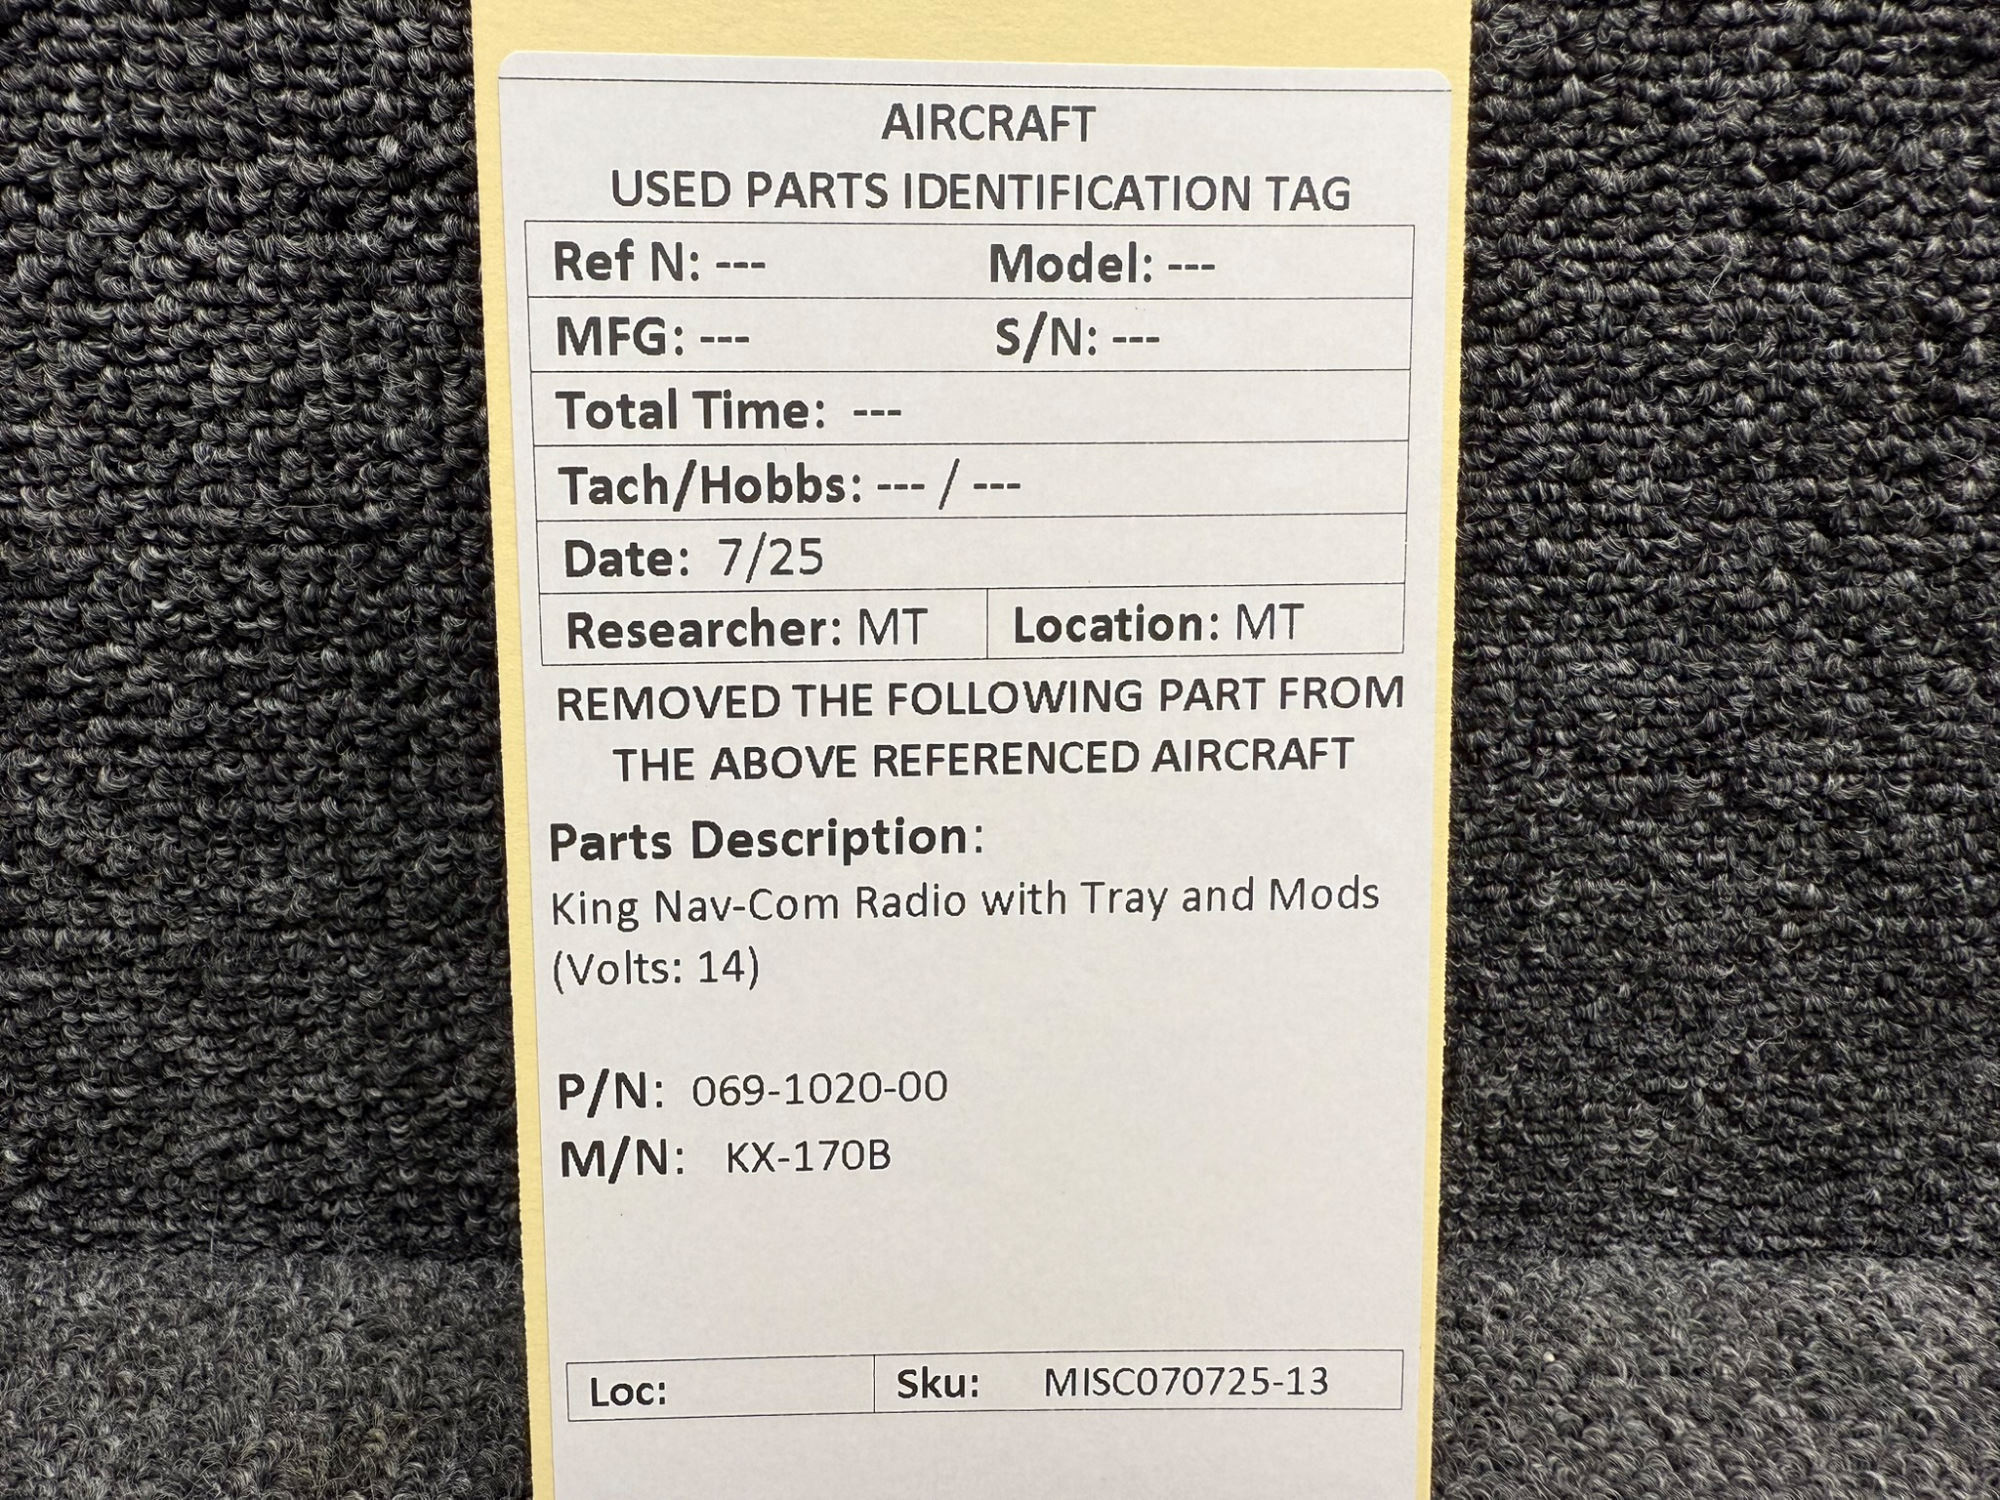 AIRCRAFT
USED PARTS IDENTIFICATION TAG
Ref N: --- Model: ---
MFG: --- S/N: ---
Total Time: ---
Tach/Hobbs: --- / ---
Date: 7/25
Researcher: MT Location: MT
REMOVED THE FOLLOWING PART FROM
THE ABOVE REFERENCED AIRCRAFT
Parts Description:
King Nav-Com Radio with Tray and Mods
(Volts: 14)
P/N: 069-1020-00
M/N: KX-170B
Loc: Sku: MISC070725-13